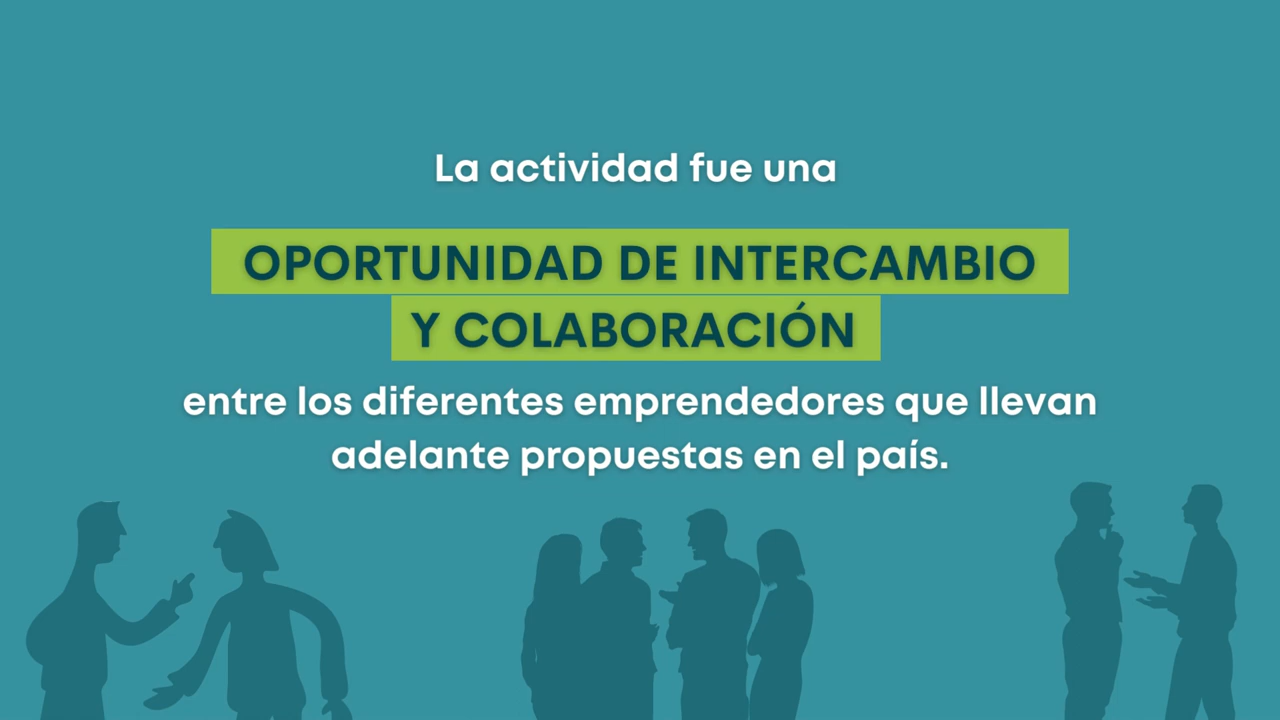 La actividad fue una
OPORTUNIDAD DE INTERCAMBIO
Y COLABORACIÓN
entre los diferentes emprendedores que llevan
adelante propuestas en el país.